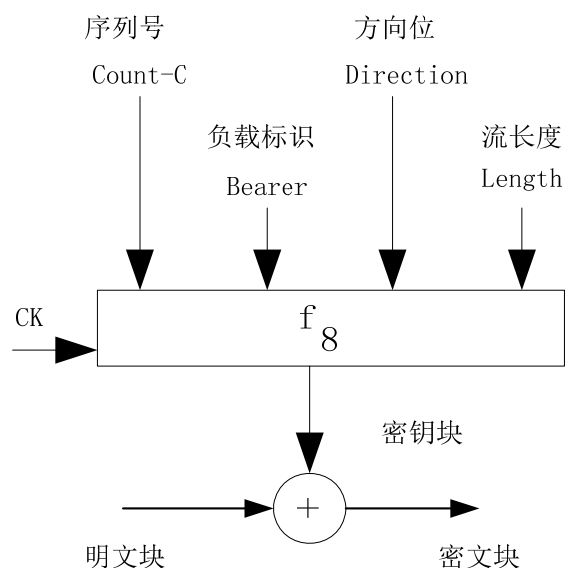 序列号
Count-C
方向位
Direction
负载标识
Bearer
流长度
Length
CK
f8
密钥块
+
明文块
密文块